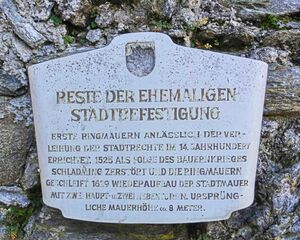 RESTE DER EHEMALIGEN
STADTBEFESTIGUNG
ERSTE RINGMAUERN ANLÄSSLICH DER VER-
LEIHUNG DER STADTRECHTE IM 14. JAHRHUNDERT
ERRICHTET. 1525 ALS FOLGE DES BAUERNKRIEGES
SCHLADMING ZERSTÖRT UND DIE RINGMAUERN
GESCHLEIFT 1629 WIEDERAUFBAU DER STADTMAUER
MIT ZWEI HAUPT- U. ZWEI NEBENTOREN. URSPRÜNG-
LICHE MAUERHÖHE ca. 8 METER.